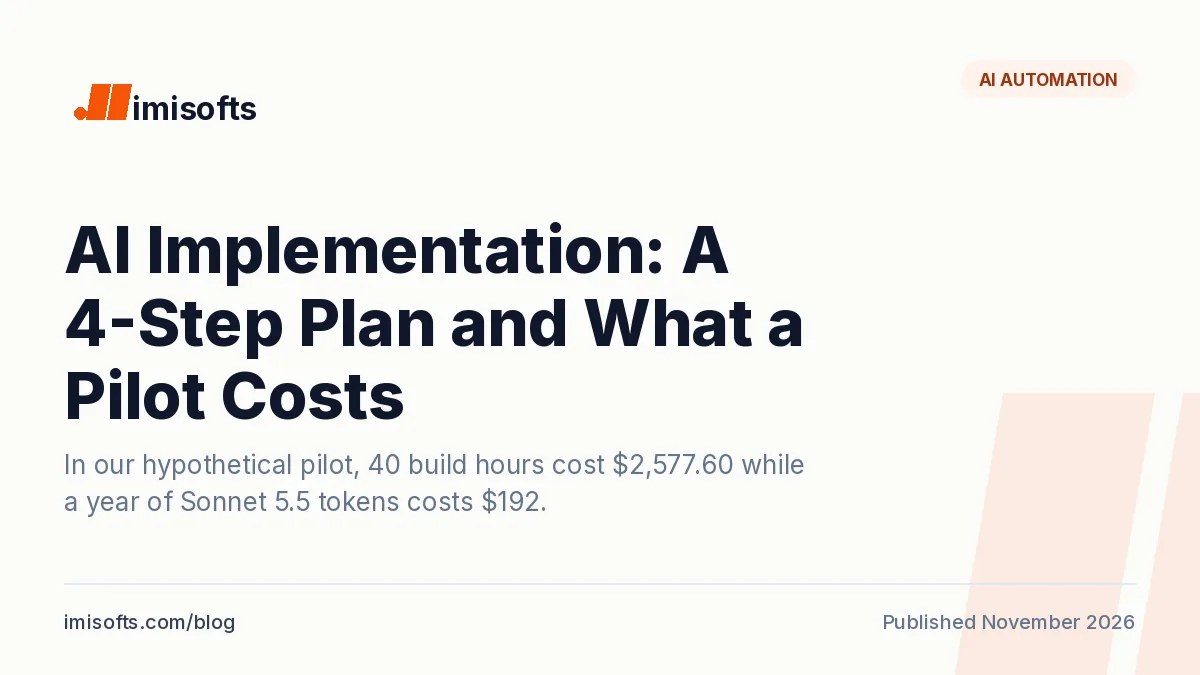 imisofts
AI AUTOMATION
AI Implementation: A
4-Step Plan and What a
Pilot Costs
In our hypothetical pilot, 40 build hours cost $2,577.60 while
a year of Sonnet 5.5 tokens costs $192.
imisofts.com/blog
Published November 2026